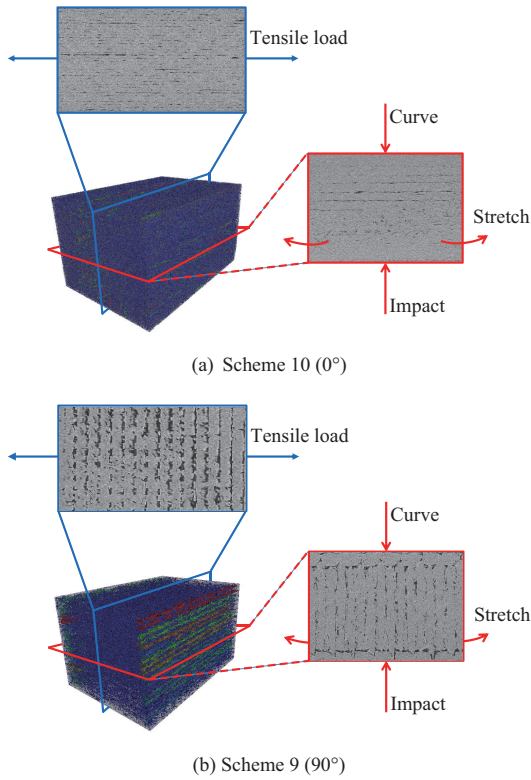 Tensile load
Curve
Stretch
Impact
(a) Scheme 10 (0°)
Tensile load
Curve
Stretch
Impact
(b) Scheme 9 (90°)